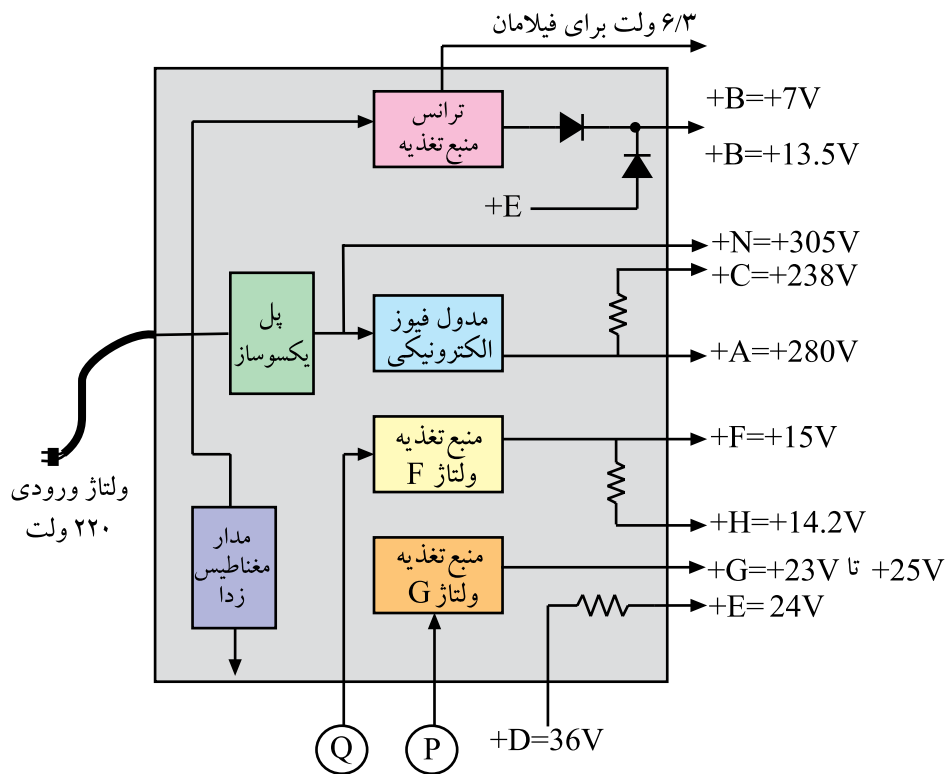 ۶/۳ ولت برای فیلامان
ترانس
منبع تغذیه
+B=+7V
+B=+13.5V
+E
+N=+305V
+C=+238V
پل
یکسوساز
مدول فیوز
الکترونیکی
+A=+280V
منبع تغذیه
ولتاژ F
+F=+15V
ولتاژ ورودی
۲۲۰ ولت
+H=+14.2V
مدار
مغناطیس
زدا
منبع تغذیه
ولتاژ G
+G=+23V تا +25V
+E=24V
Q
P
+D=36V